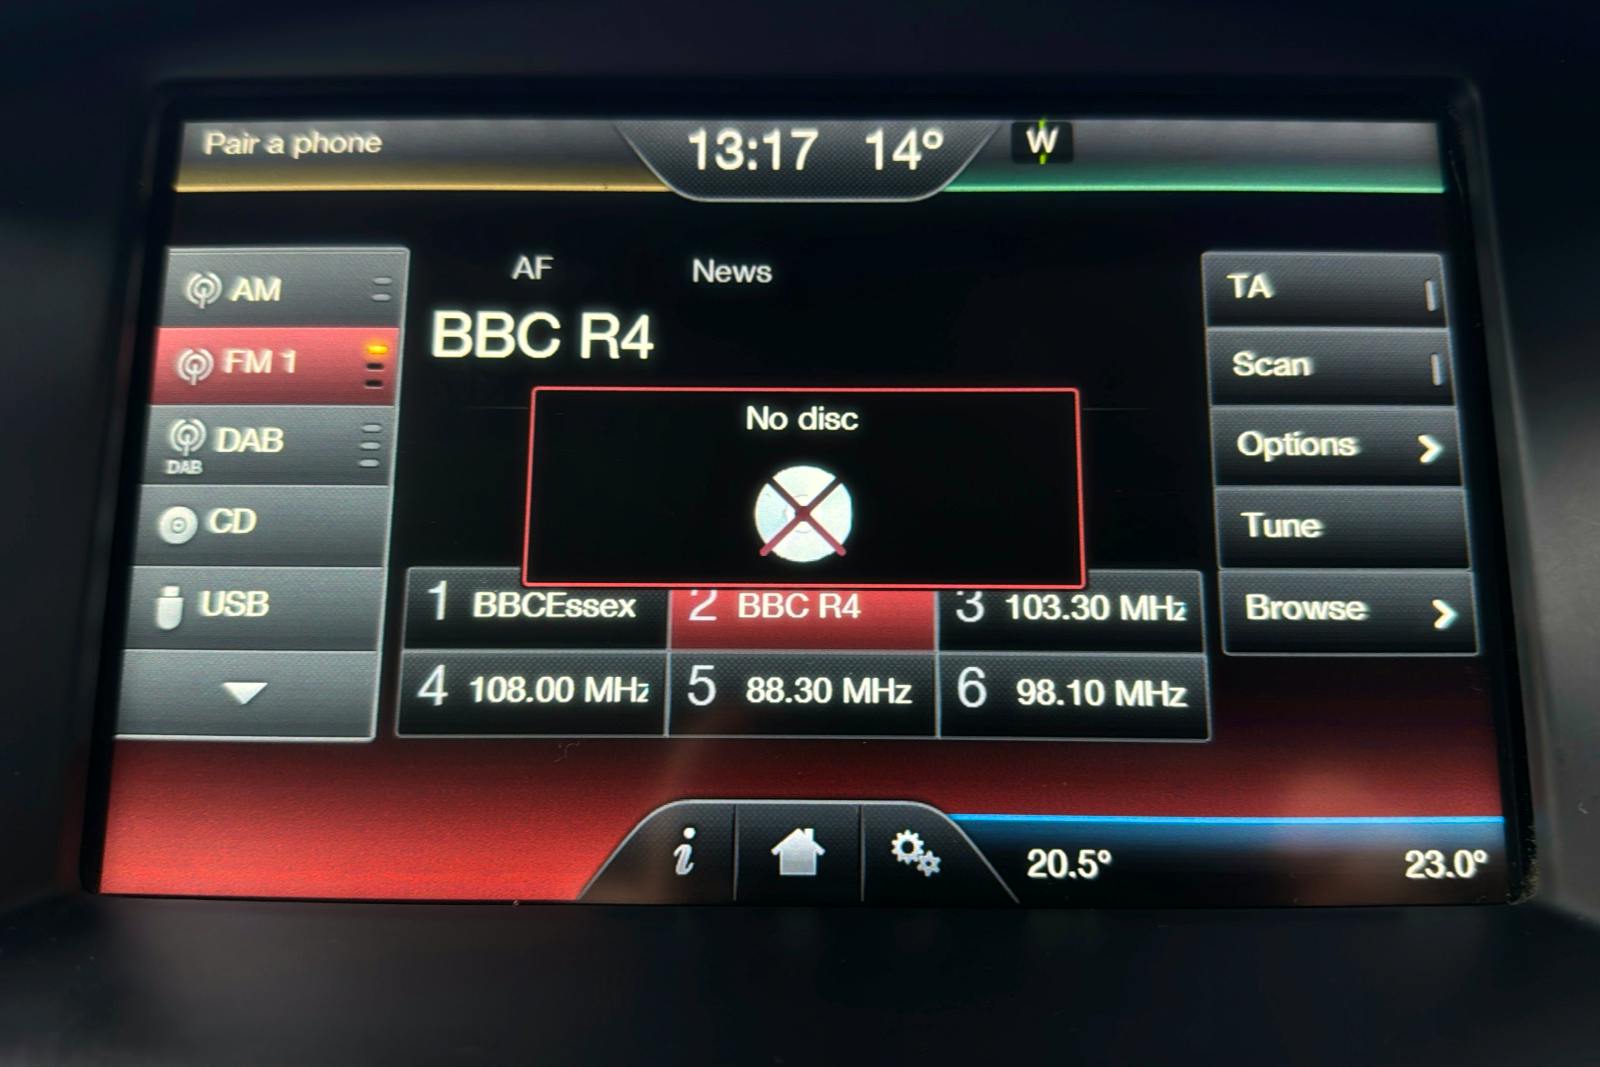 Pair a phone
13:17 14°
W
AM
FM 1
DAB
DAB
CD
USB
AF News
BBC R4
No disc
1 BBCEssex
2 BBC R4
3 103.30 MHz
4 108.00 MHz
5 88.30 MHz
6 98.10 MHz
TA
Scan
Options
Tune
Browse
i
20.5°
23.0°